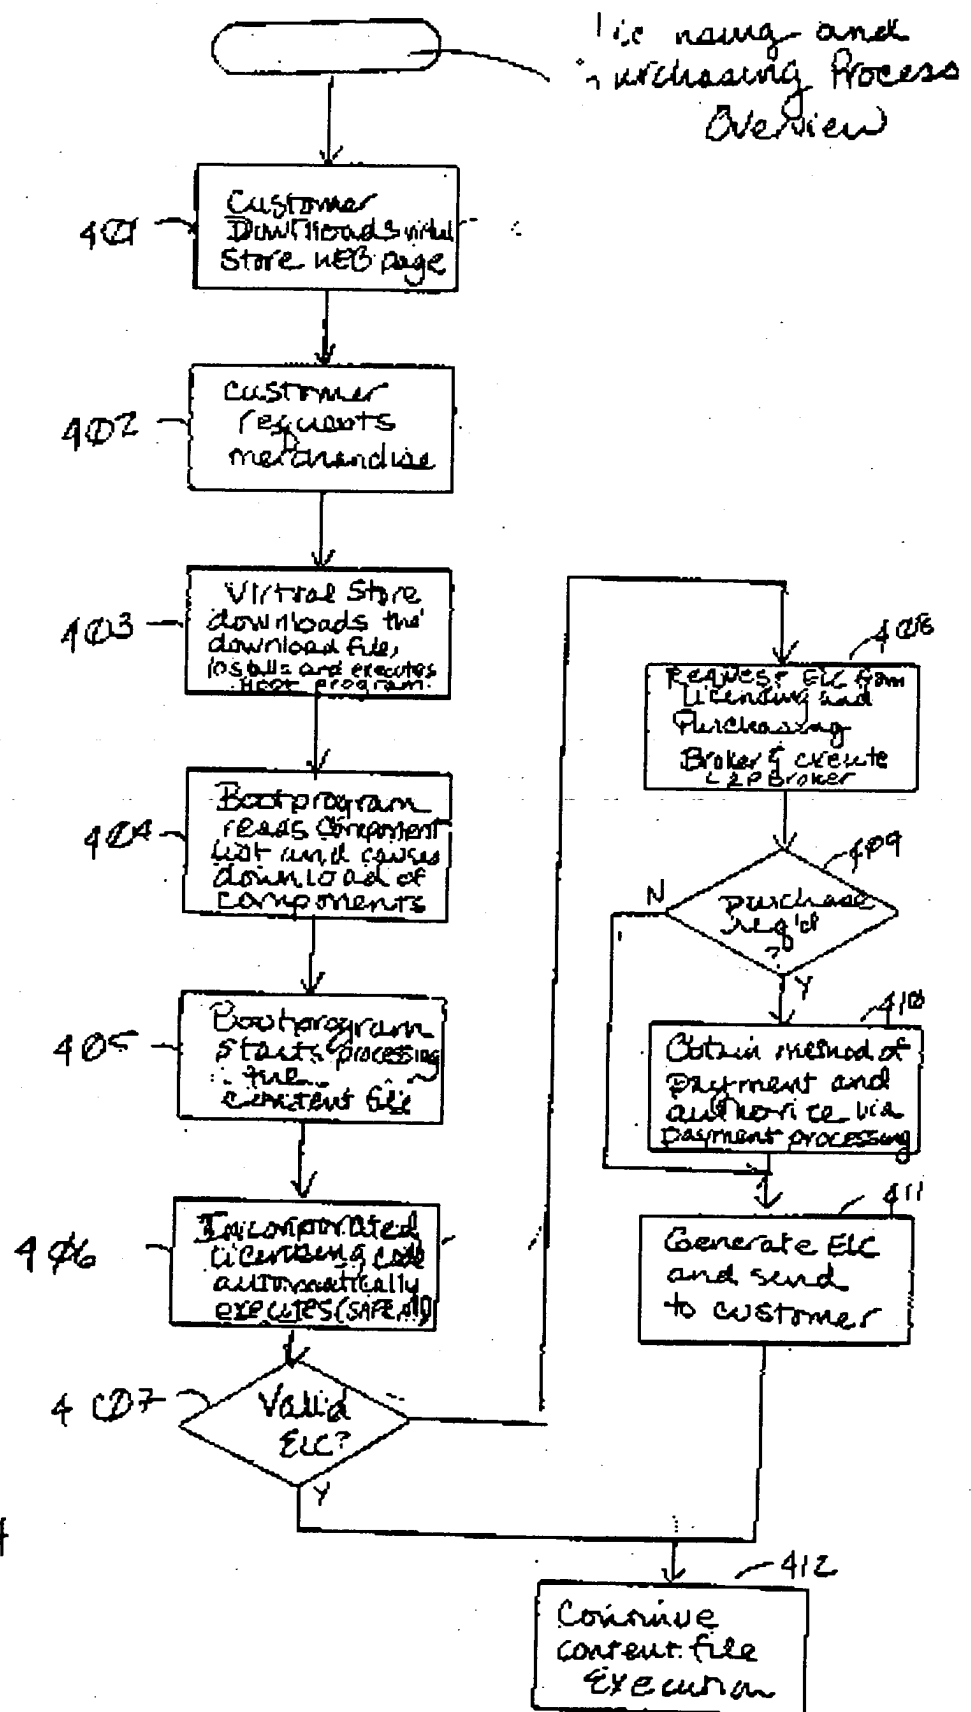 and
Purchasing Process
Overview
401
Customer
Downloads virtual
Store WEB page
402
Customer
requests
merchandise
403
Virtual Store
downloads the
download file,
installs and executes
Boot program.
404
Bootprogram
reads component
list and causes
download of
components
405
Bootprogram
starts processing
the
content file
406
Incorporated
licensing code
automatically
executes
407
Valid
ELC?
Y
408
Request ELC from
Licensing and
Purchasing
Broker & execute
L&P Broker
409
purchase
req'd
?
N
Y
410
Obtain method of
payment and
authorize via
payment processing
411
Generate ELC
and send
to customer
412
Continue
content file
Execution